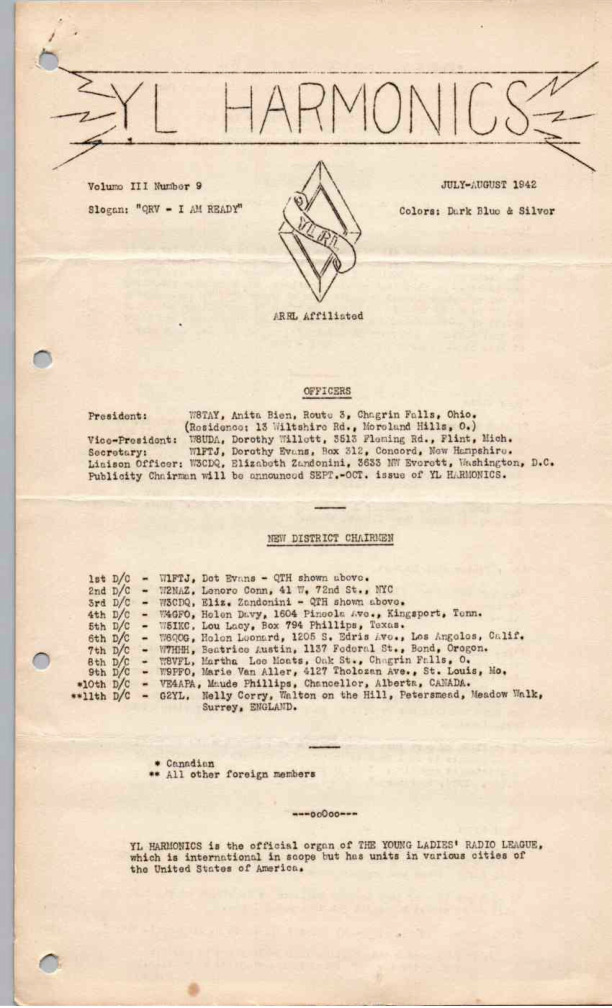 YL HARMONICS
Volume III Number 9
JULY-AUGUST 1942
Slogan: "QRV - I AM READY"
Colors: Dark Blue & Silver
YLRL
ARRL Affiliated
OFFICERS
President: W8TAY, Anita Bien, Route 3, Chagrin Falls, Ohio.
(Residence: 13 Wiltshire Rd., Moreland Hills, O.)
Vice-President: W8UDA, Dorothy Willett, 3513 Fleming Rd., Flint, Mich.
Secretary: W1FTJ, Dorothy Evans, Box 312, Concord, New Hampshire.
Liaison Officer: W3CDQ, Elizabeth Zandonini, 3633 NW Everett, Washington, D.C.
Publicity Chairman will be announced SEPT.-OCT. issue of YL HARMONICS.
NEW DISTRICT CHAIRMEN
1st D/C - W1FTJ, Dot Evans - QTH shown above.
2nd D/C - W2NAZ, Lenore Conn, 41 W. 72nd St., NYC
3rd D/C - W3CDQ, Eliz. Zandonini - QTH shown above.
4th D/C - W4GFO, Helen Davy, 1604 Pineola Ave., Kingsport, Tenn.
5th D/C - W5IKC, Lou Lacy, Box 794 Phillips, Texas.
6th D/C - W6QOG, Helen Leonard, 1205 S. Edris Ave., Los Angelos, Calif.
7th D/C - W7HHH, Beatrice Austin, 1137 Federal St., Bend, Oregon.
8th D/C - W8VFL, Martha Lee Moats, Oak St., Chagrin Falls, O.
9th D/C - W9PFO, Marie Van Aller, 4127 Tholozan Ave., St. Louis, Mo.
*10th D/C - VE4APA, Maude Phillips, Chancellor, Alberta, CANADA.
**11th D/C - G2YL, Nelly Corry, Walton on the Hill, Petersmead, Meadow Walk,
Surrey, ENGLAND.
* Canadian
** All other foreign members
---ooOoo---
YL HARMONICS is the official organ of THE YOUNG LADIES' RADIO LEAGUE,
which is international in scope but has units in various cities of
the United States of America.